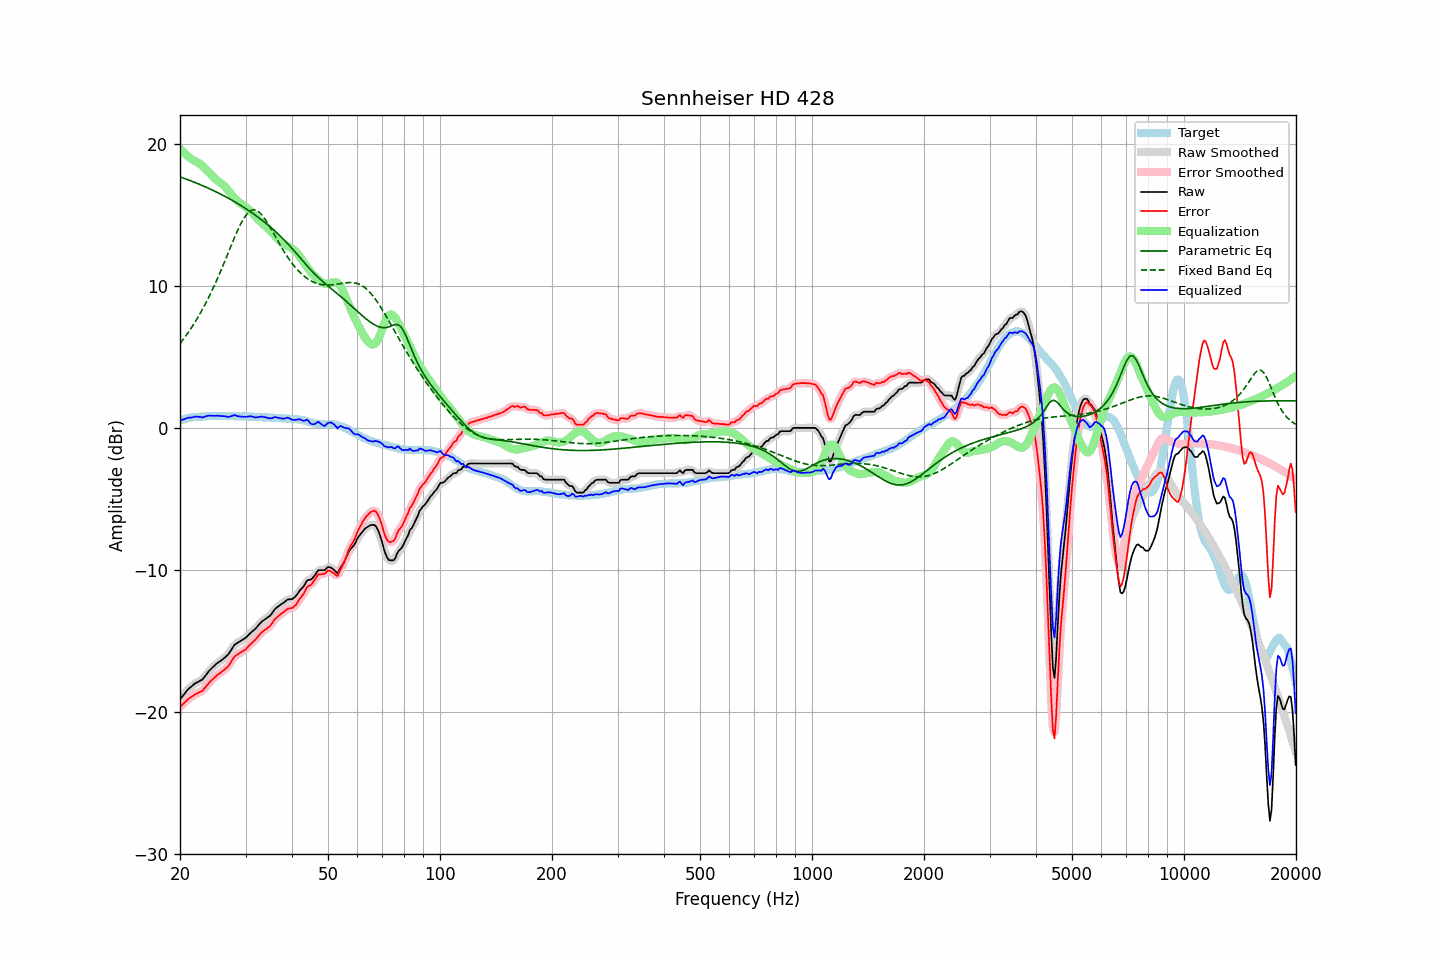 Sennheiser HD 428
Target
Raw Smoothed
Error Smoothed
Raw
Error
Equalization
Parametric Eq
Fixed Band Eq
Equalized
Amplitude (dBr)
20
10
0
−10
−20
−30
20 50 100 200 500 1000 2000 5000 10000 20000
Frequency (Hz)